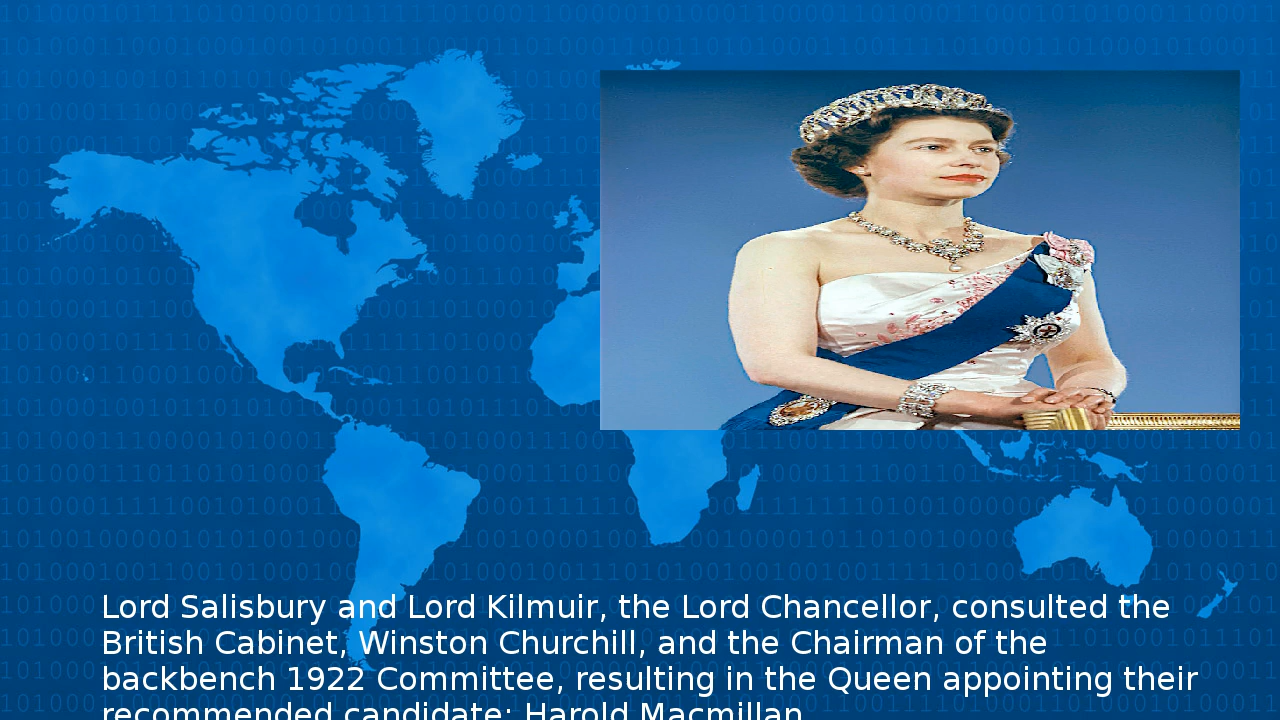 Lord Salisbury and Lord Kilmuir, the Lord Chancellor, consulted the
British Cabinet, Winston Churchill, and the Chairman of the
backbench 1922 Committee, resulting in the Queen appointing their
recommended candidate: Harold Macmillan.